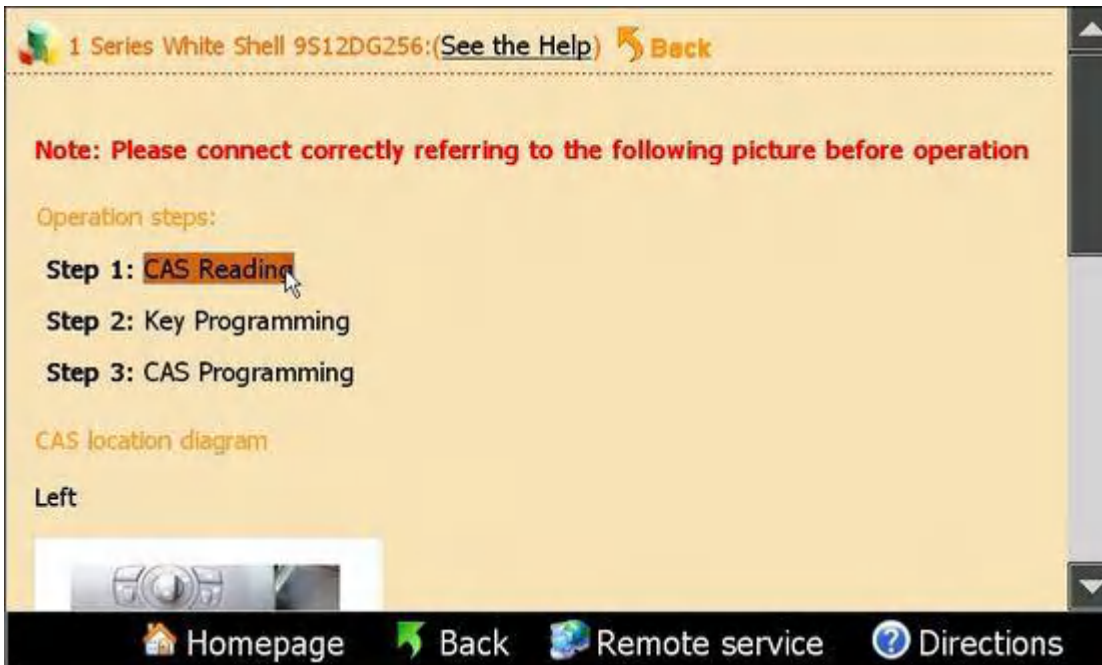 1 Series White Shell 9S12DG256:(See the Help) Back
Note: Please connect correctly referring to the following picture before operation
Operation steps:
Step 1: CAS Reading
Step 2: Key Programming
Step 3: CAS Programming
CAS location diagram
Left
Homepage Back Remote service Directions